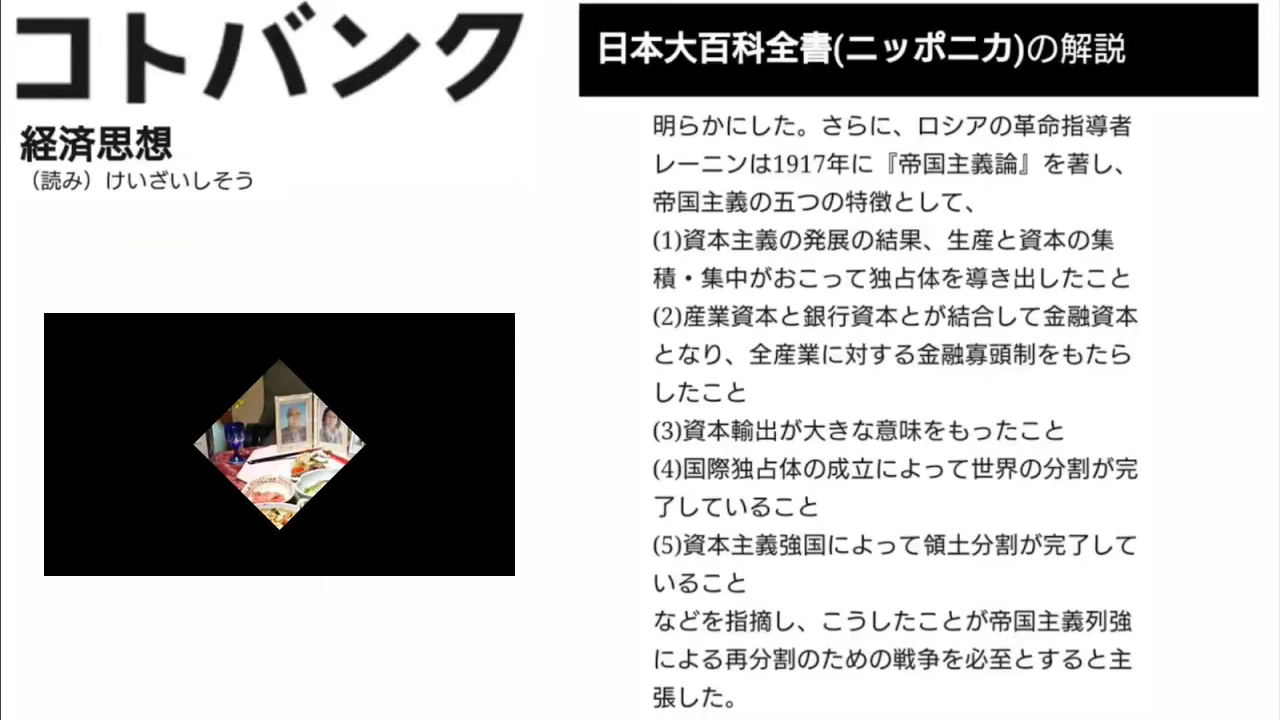 コトバンク
経済思想
（読み）けいざいしそう
日本大百科全書(ニッポニカ)の解説
明らかにした。さらに、ロシアの革命指導者
レーニンは1917年に『帝国主義論』を著し、
帝国主義の五つの特徴として、
(1)資本主義の発展の結果、生産と資本の集
積・集中がおこって独占体を導き出したこと
(2)産業資本と銀行資本とが結合して金融資本
となり、全産業に対する金融寡頭制をもたら
したこと
(3)資本輸出が大きな意味をもったこと
(4)国際独占体の成立によって世界の分割が完
了していること
(5)資本主義強国によって領土分割が完了して
いること
などを指摘し、こうしたことが帝国主義列強
による再分割のための戦争を必至とすると主
張した。